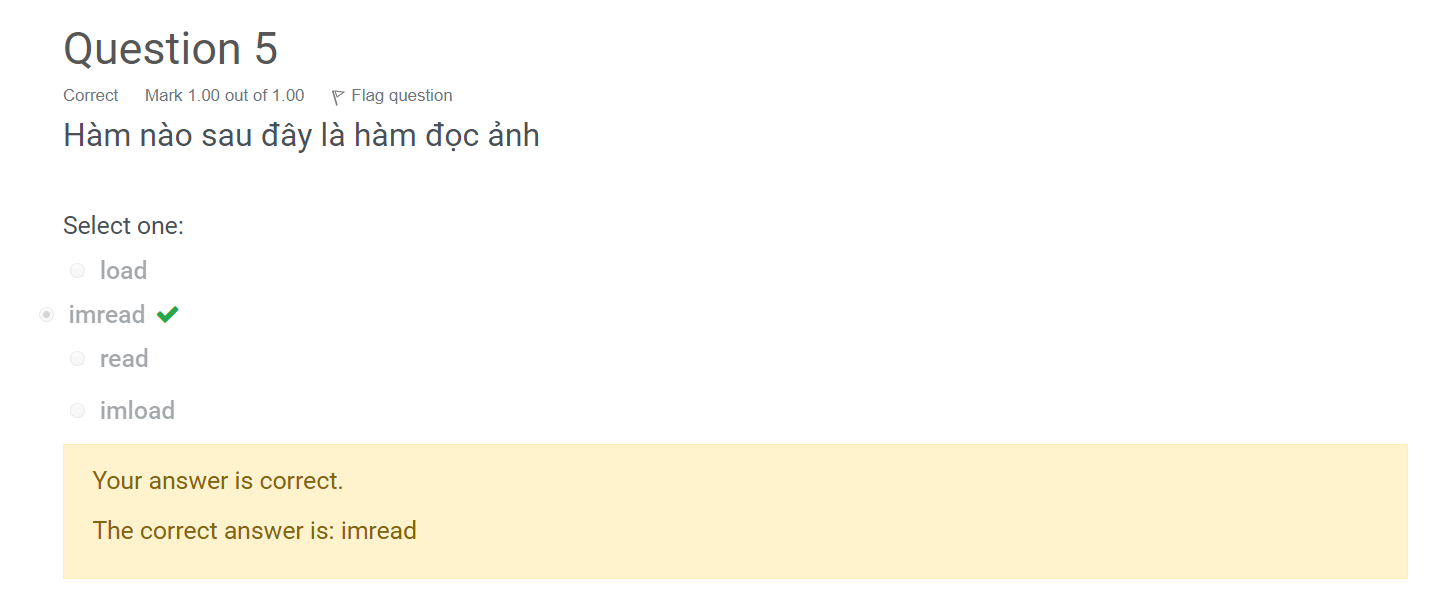 Question 5
Correct Mark 1.00 out of 1.00 Flag question
Hàm nào sau đây là hàm đọc ảnh
Select one:
load
imread
read
imload
Your answer is correct.
The correct answer is: imread